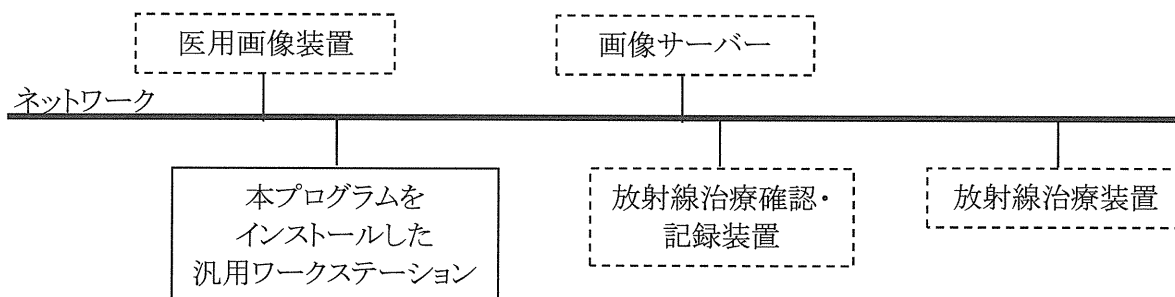 医用画像装置
画像サーバー
ネットワーク
本プログラムを
インストールした
汎用ワークステーション
放射線治療確認・
記録装置
放射線治療装置